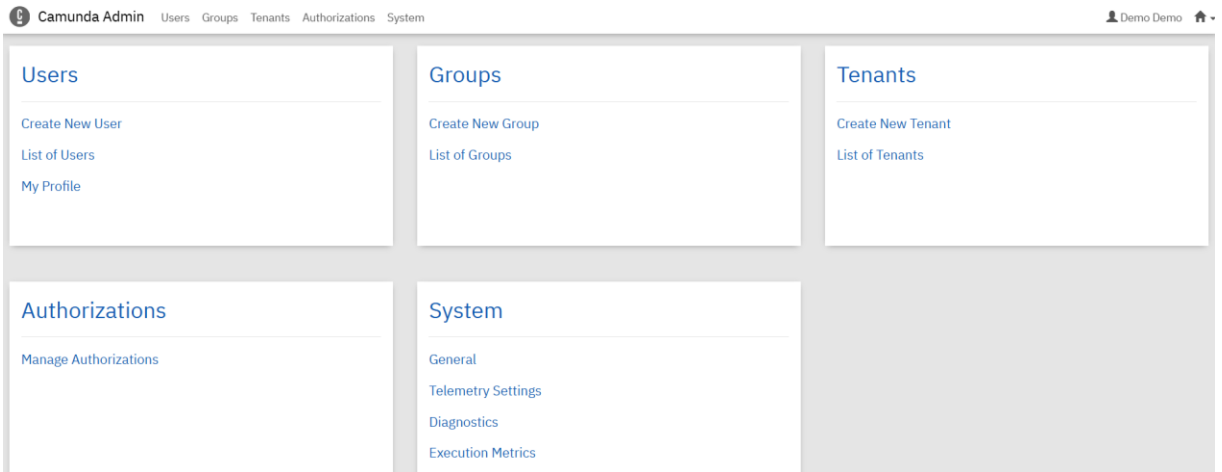 Camunda Admin Users Groups Tenants Authorizations System Demo Demo
Users
Create New User
List of Users
My Profile
Groups
Create New Group
List of Groups
Tenants
Create New Tenant
List of Tenants
Authorizations
Manage Authorizations
System
General
Telemetry Settings
Diagnostics
Execution Metrics